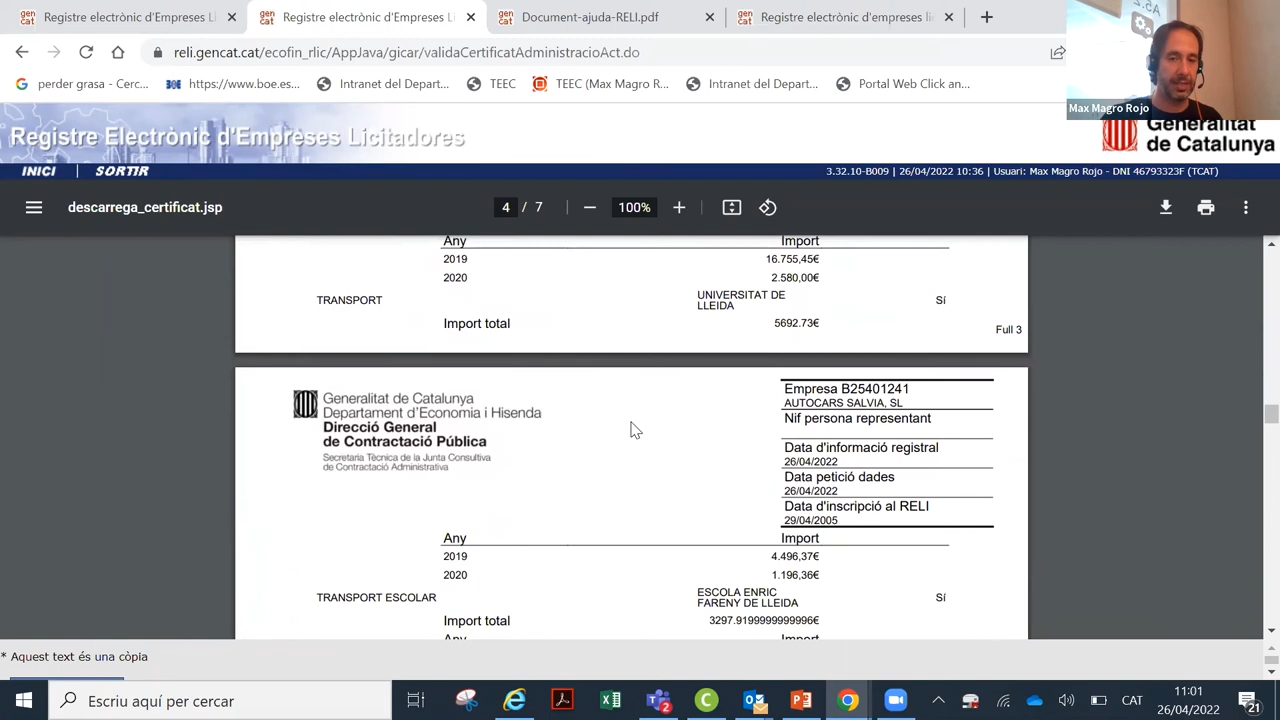 Registre electrònic d'Empreses Li
Registre electrònic d'Empreses Li
Document-ajuda-RELI.pdf
Registre electrònic d'empreses li
reli.gencat.cat/ecofin_rlic/AppJava/gicar/validaCertificatAdministracioAct.do
perder grasa - Cerc...
https://www.boe.es...
Intranet del Depart...
TEEC
TEEC (Max Magro R...
Intranet del Depart...
Portal Web Click an...
Max Magro Rojo
Registre Electrònic d'Empreses Licitadores
Generalitat
de Catalunya
INICI | SORTIR
3.32.10-B009 | 26/04/2022 10:36 | Usuari: Max Magro Rojo - DNI 46793323F (TCAT)
descarrega_certificat.jsp
4 / 7
100%
Any Import
2019 16.755,45€
2020 2.580,00€
TRANSPORT UNIVERSITAT DE LLEIDA Sí
Import total 5692.73€
Full 3
Generalitat de Catalunya
Departament d'Economia i Hisenda
Direcció General
de Contractació Pública
Secretaria Tècnica de la Junta Consultiva
de Contractació Administrativa
Empresa B25401241
AUTOCARS SALVIA, SL
Nif persona representant
Data d'informació registral
26/04/2022
Data petició dades
26/04/2022
Data d'inscripció al RELI
29/04/2005
Any Import
2019 4.496,37€
2020 1.196,36€
TRANSPORT ESCOLAR ESCOLA ENRIC FARENY DE LLEIDA Sí
Import total 3297.9199999999996€
Any Import
* Aquest text és una còpia
Escriu aquí per cercar
CAT
11:01
26/04/2022
21